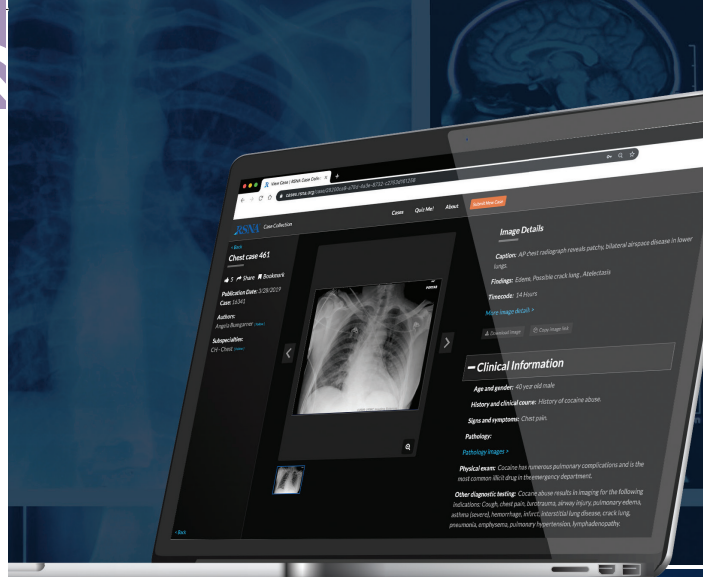 View Case | RSNA Case Collec
RSNA Case Collection
Cases
Quiz Me!
About
Submit New Case
< Back
Chest case 461
5
Share
Bookmark
Publication Date: 3/28/2019
Case: 16341
Authors:
Angela Bumgarner
Subspecialties:
CH - Chest
< Back
Image Details
Caption: AP chest radiograph reveals patchy, bilateral airspace disease in lower
lungs.
Findings: Edema. Possible crack lung, Atelectasis
Timecode: 14 Hours
More image detail >
Download Image
Copy image link
Clinical Information
Age and gender: 40 year old male
History and clinical course: History of cocaine abuse.
Signs and symptoms: Chest pain.
Pathology:
Pathology images >
Physical exam: Cocaine has numerous pulmonary complications and is the
most common illicit drug in the emergency department.
Other diagnostic testing: Cocaine abuse results in imaging for the following
indications: Cough, chest pain, barotrauma, airway injury, pulmonary edema,
asthma (severe), hemorrhage, infarct, interstitial lung disease, crack lung,
pneumonia, emphysema, pulmonary hypertension, lymphadenopathy.